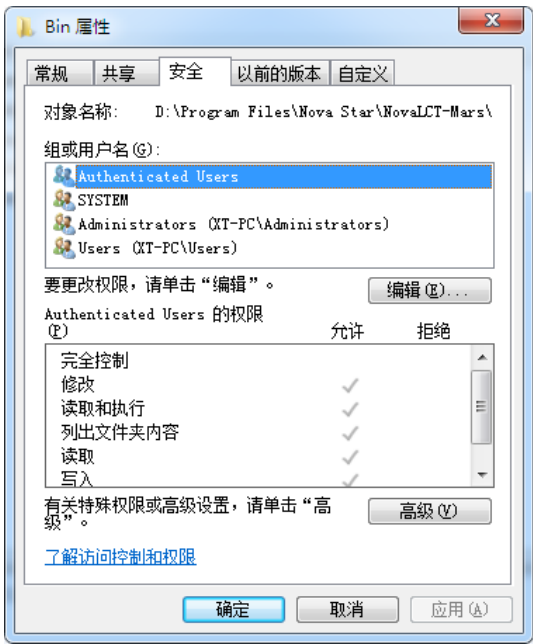 Bin 属性
常规 共享 安全 以前的版本 自定义
对象名称: D:\Program Files\Nova Star\NovaLCT-Mars\
组或用户名(G):
Authenticated Users
SYSTEM
Administrators (XT-PC\Administrators)
Users (XT-PC\Users)
要更改权限，请单击“编辑”。 编辑(E)...
Authenticated Users 的权限
(P) 允许 拒绝
完全控制
修改
读取和执行
列出文件夹内容
读取
写入
有关特殊权限或高级设置，请单击“高
级”。 高级(V)
了解访问控制和权限
确定 取消 应用(A)